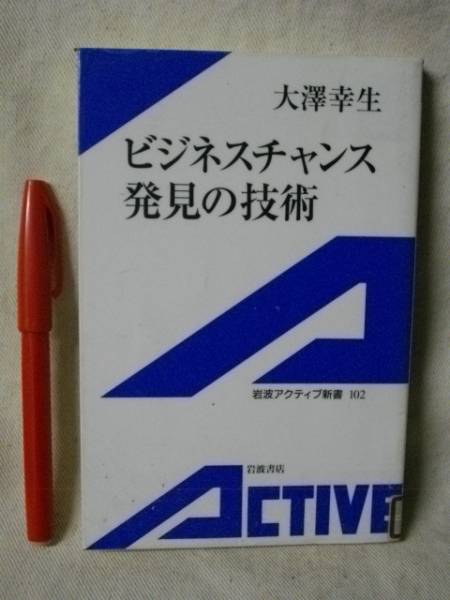 大澤幸生
ビジネスチャンス
発見の技術
岩波アクティブ新書 102
岩波書店
ACTIVE